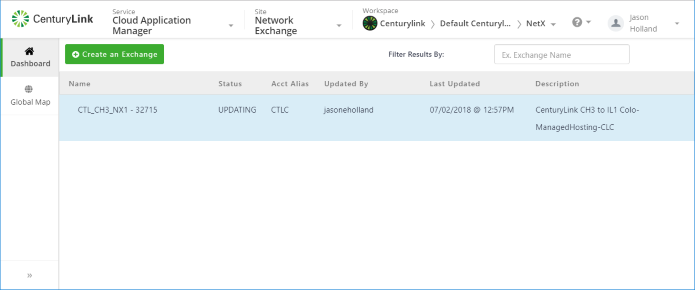 CenturyLink
Service
Cloud Application
Manager
Site
Network
Exchange
Workspace
Centurylink > Default Centuryl... > NetX
?
Jason
Holland
Dashboard
Global Map
»
Create an Exchange
Filter Results By:
Ex. Exchange Name
Name Status Acct Alias Updated By Last Updated Description
CTL_CH3_NX1 - 32715 UPDATING CTLC jasoneholland 07/02/2018 @ 12:57PM CenturyLink CH3 to IL1 Colo-
ManagedHosting-CLC